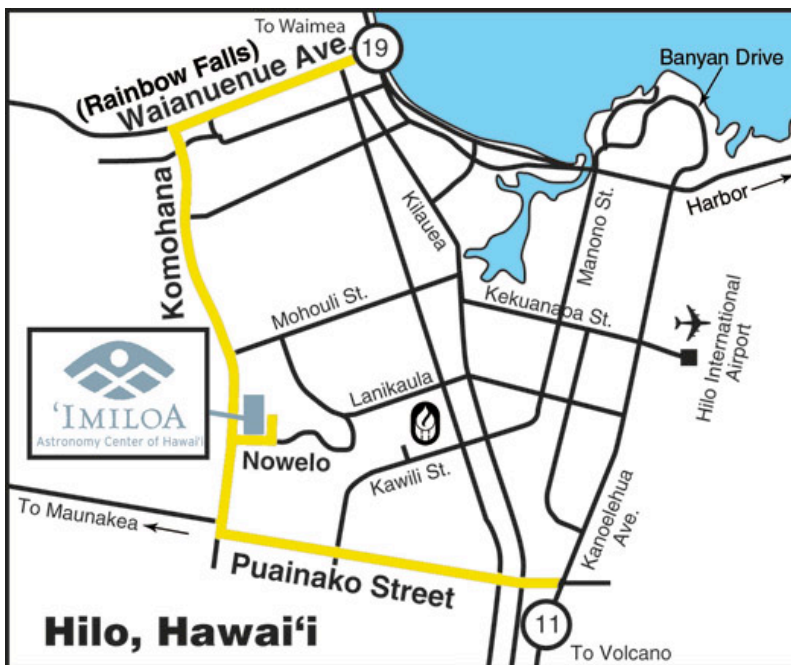 To Waimea
19
(Rainbow Falls)
Waianuenue Ave.
Banyan Drive
Harbor
Komohana
Kilauea
Manono St.
Mohouli St.
Kekuanaoa St.
Hilo International
Airport
'IMILOA
Astronomy Center of Hawai'i
Lanikaula
Nowelo
Kawili St.
To Maunakea
Kanoelehua
Ave.
Puainako Street
Hilo, Hawai‘i
11
To Volcano